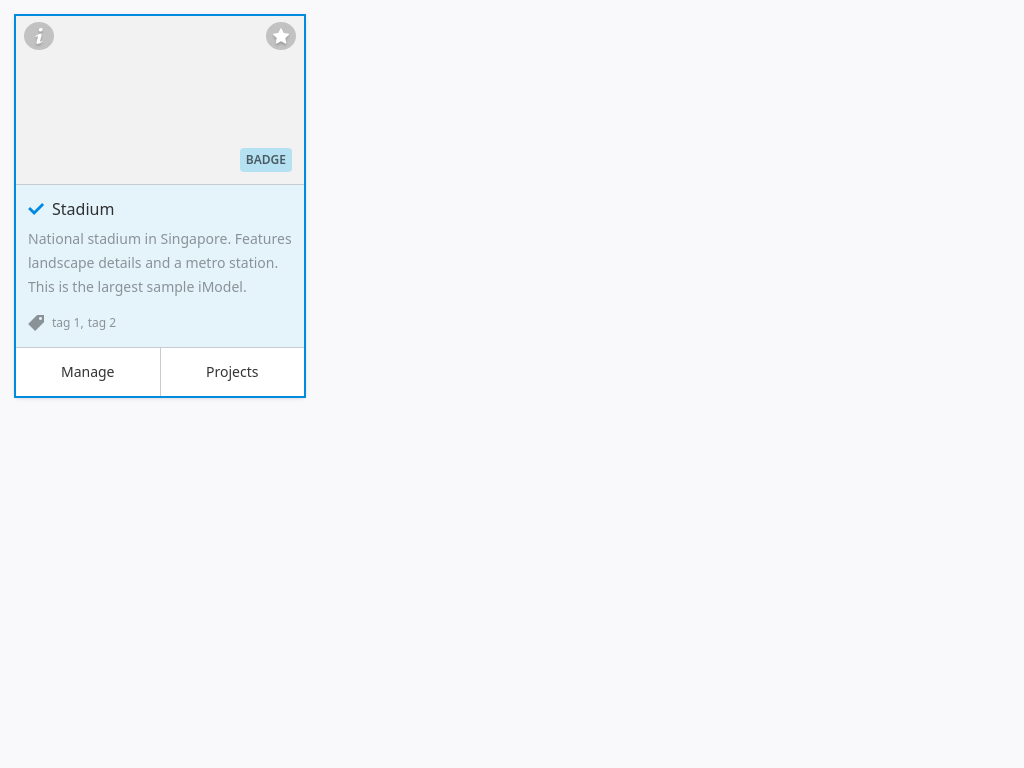 BADGE
Stadium
National stadium in Singapore. Features
landscape details and a metro station.
This is the largest sample iModel.
tag 1, tag 2
Manage
Projects